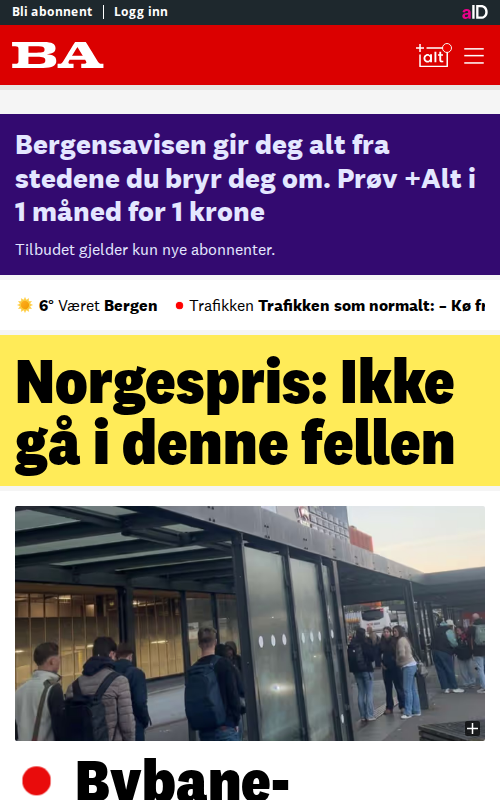 Bli abonnent | Logg inn
aID
BA
+alt
Bergensavisen gir deg alt fra
stedene du bryr deg om. Prøv +Alt i
1 måned for 1 krone
Tilbudet gjelder kun nye abonnenter.
6° Været Bergen
Trafikken Trafikken som normalt: – Kø fr
Norgespris: Ikke
gå i denne fellen
Bybane-